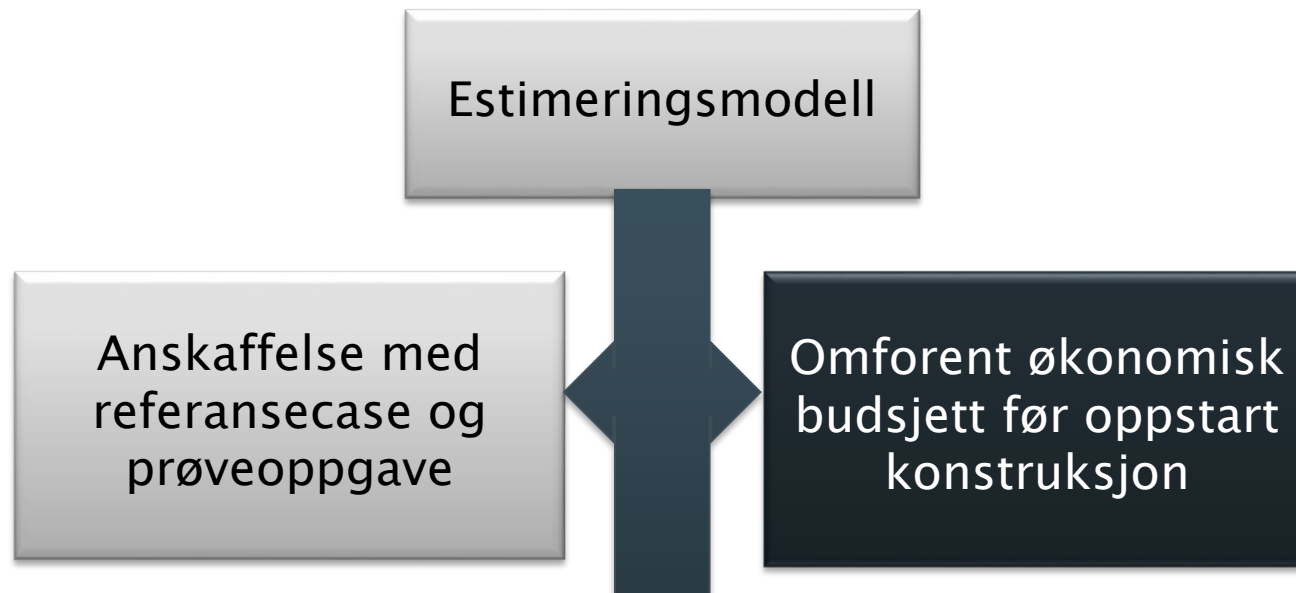 Estimeringsmodell
Anskaffelse med
referansecase og
prøveoppgave
Omforent økonomisk
budsjett før oppstart
konstruksjon